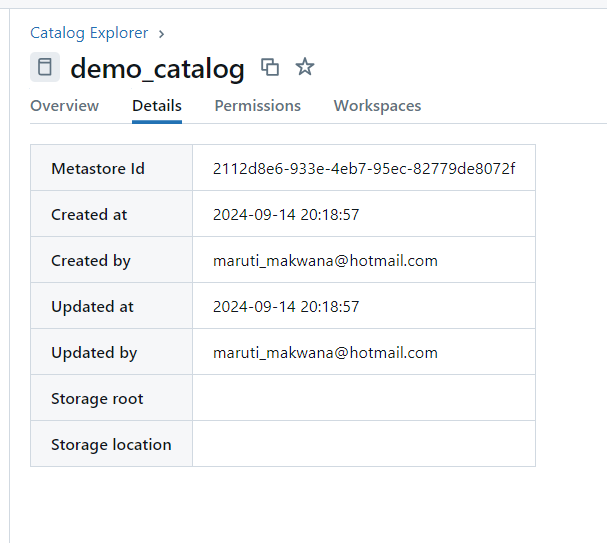 Catalog Explorer ›
demo_catalog
Overview Details Permissions Workspaces
Metastore Id 2112d8e6-933e-4eb7-95ec-82779de8072f
Created at 2024-09-14 20:18:57
Created by maruti_makwana@hotmail.com
Updated at 2024-09-14 20:18:57
Updated by maruti_makwana@hotmail.com
Storage root
Storage location